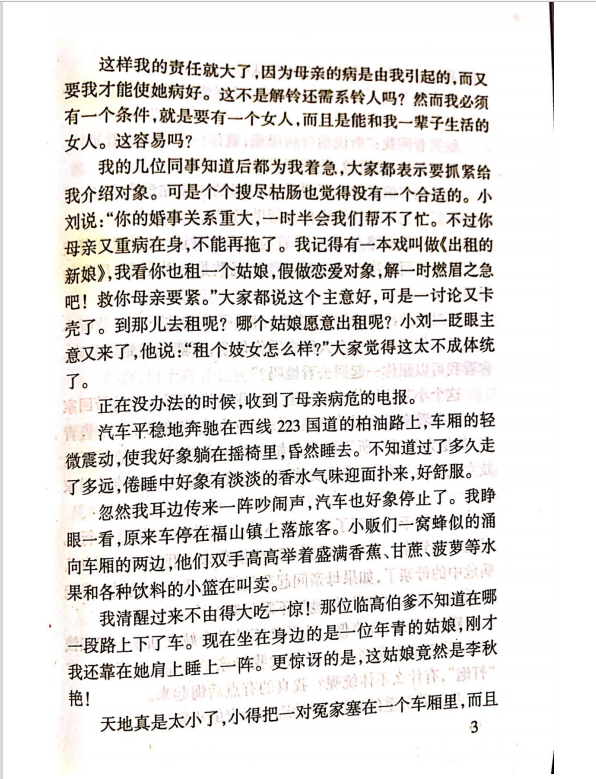 这样我的责任就大了，因为母亲的病是由我引起的，而又
要我才能使她病好。这不是解铃还需系铃人吗？然而我必须
有一个条件，就是要有一个女人，而且是能和我一辈子生活的
女人。这容易吗？
我的几位同事知道后都为我着急，大家都表示要抓紧给
我介绍对象。可是个个搜尽枯肠也觉得没有一个合适的。小
刘说：“你的婚事关系重大，一时半会我们帮不了忙。不过你
母亲又重病在身，不能再拖了。我记得有一本戏叫做《出租的
新娘》，我看你也租一个姑娘，假做恋爱对象，解一时燃眉之急
吧！救你母亲要紧。”大家都说这个主意好，可是一讨论又卡
壳了。到那儿去租呢？哪个姑娘愿意出租呢？小刘一眨眼主
意又来了，他说：“租个妓女怎么样？”大家觉得这太不成体统
了。
正在没办法的时候，收到了母亲病危的电报。
汽车平稳地奔驰在西线 223 国道的柏油路上，车厢的轻
微震动，使我好象躺在摇椅里，昏然睡去。不知道过了多久走
了多远，倦睡中好象有淡淡的香水气味迎面扑来，好舒服。
忽然我耳边传来一阵吵闹声，汽车也好象停止了。我睁
眼一看，原来车停在福山镇上落旅客。小贩们一窝蜂似的涌
向车厢的两边，他们双手高高举着盛满香蕉、甘蔗、菠萝等水
果和各种饮料的小篮在叫卖。
我清醒过来不由得大吃一惊！那位临高伯爹不知道在哪
一段路上下了车。现在坐在身边的是一位年青的姑娘，刚才
我还靠在她肩上睡上一阵。更惊讶的是，这姑娘竟然是李秋
艳！
天地真是太小了，小得把一对冤家塞在一个车厢里，而且
3